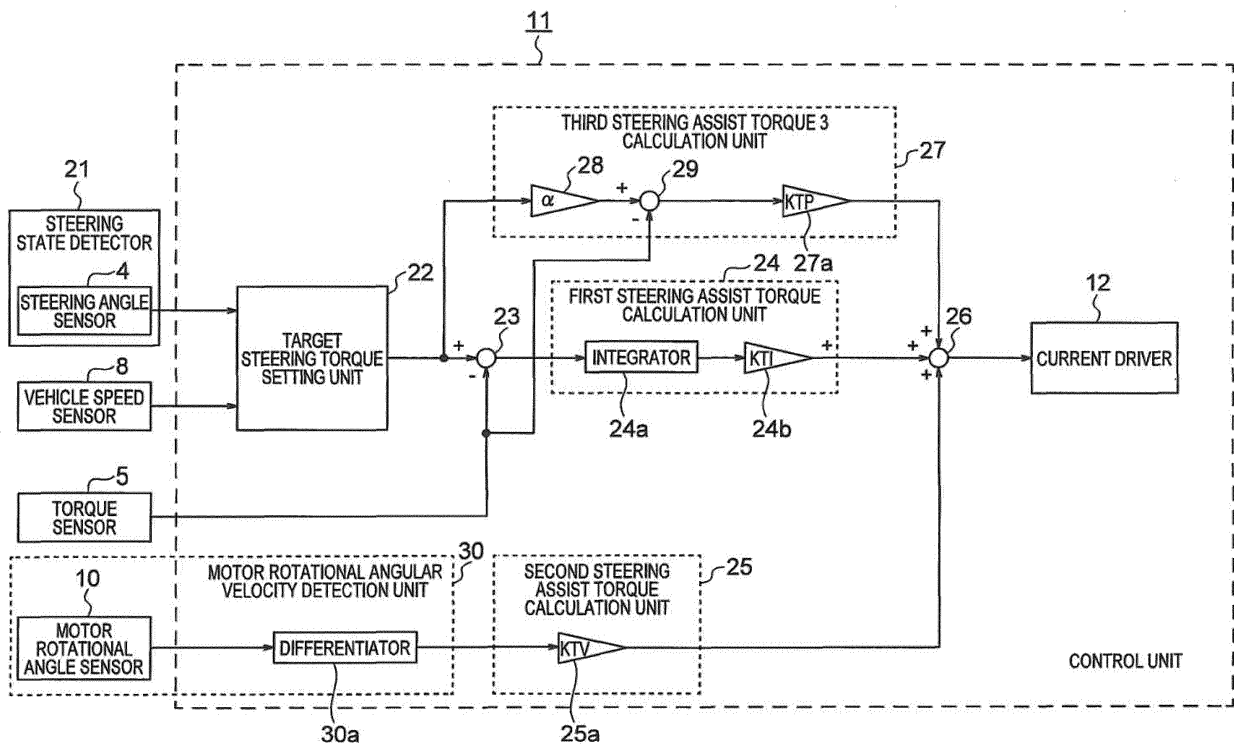 11
THIRD STEERING ASSIST TORQUE 3
CALCULATION UNIT
27
28
+
29
α
-
KTP
27a
21
STEERING
STATE DETECTOR
4
STEERING ANGLE
SENSOR
22
TARGET
STEERING TORQUE
SETTING UNIT
8
VEHICLE SPEED
SENSOR
+
23
-
24
FIRST STEERING ASSIST TORQUE
CALCULATION UNIT
INTEGRATOR
24a
KTI
24b
+
+
+
+
26
12
CURRENT DRIVER
5
TORQUE
SENSOR
10
MOTOR
ROTATIONAL
ANGLE SENSOR
MOTOR ROTATIONAL ANGULAR
VELOCITY DETECTION UNIT
30
DIFFERENTIATOR
30a
SECOND STEERING
ASSIST TORQUE
CALCULATION UNIT
25
KTV
25a
CONTROL UNIT